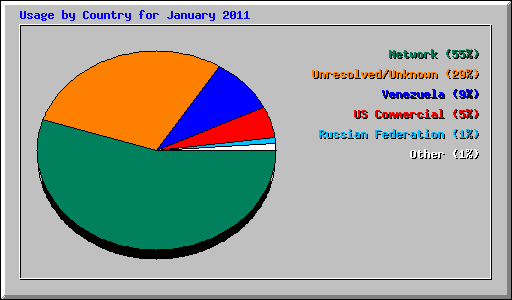 Usage by Country for January 2011
Network (55%)
Unresolved/Unknown (29%)
Venezuela (9%)
US Commercial (5%)
Russian Federation (1%)
Other (1%)